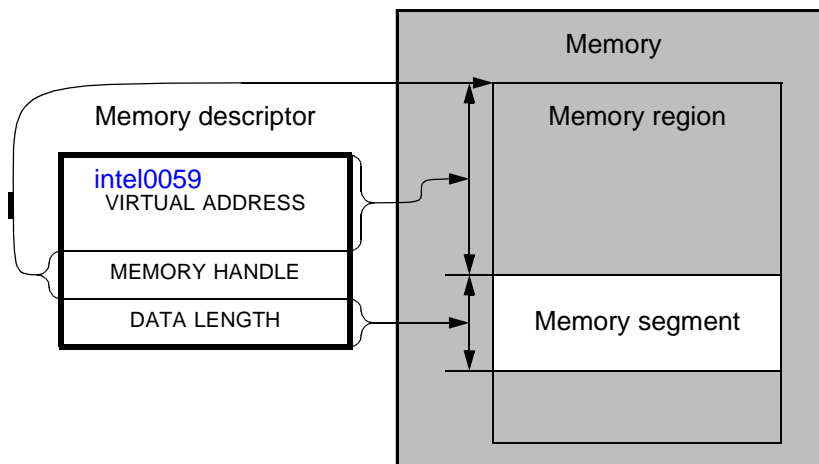 Memory
Memory descriptor
Memory region
intel0059
VIRTUAL ADDRESS
MEMORY HANDLE
DATA LENGTH
Memory segment